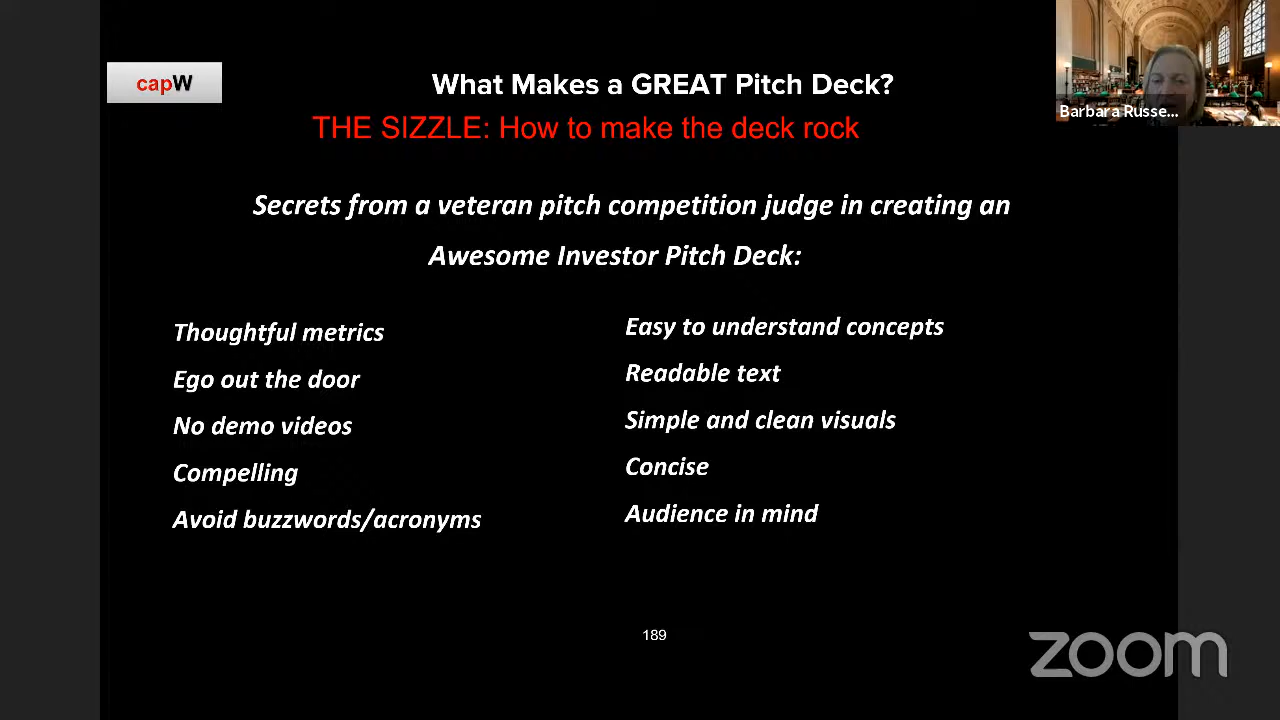 capW
What Makes a GREAT Pitch Deck?
THE SIZZLE: How to make the deck rock
Barbara Russe...
Secrets from a veteran pitch competition judge in creating an
Awesome Investor Pitch Deck:
Thoughtful metrics
Ego out the door
No demo videos
Compelling
Avoid buzzwords/acronyms
Easy to understand concepts
Readable text
Simple and clean visuals
Concise
Audience in mind
189
zoom